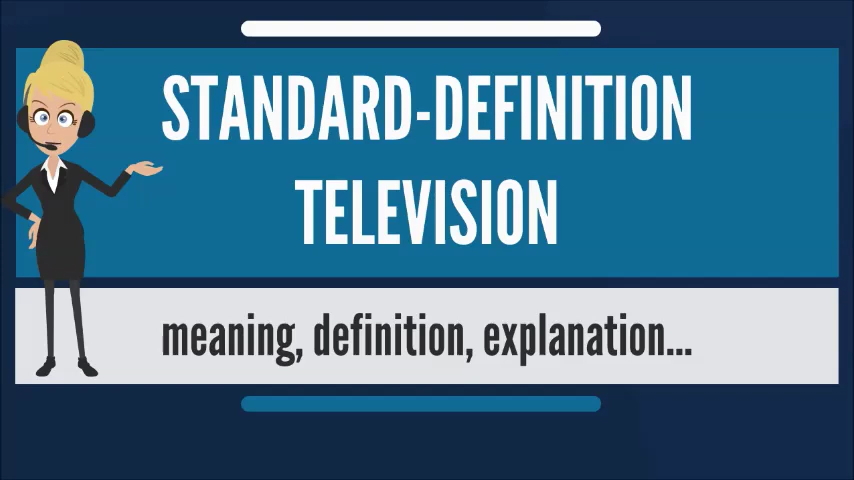 STANDARD-DEFINITION
TELEVISION
meaning, definition, explanation...